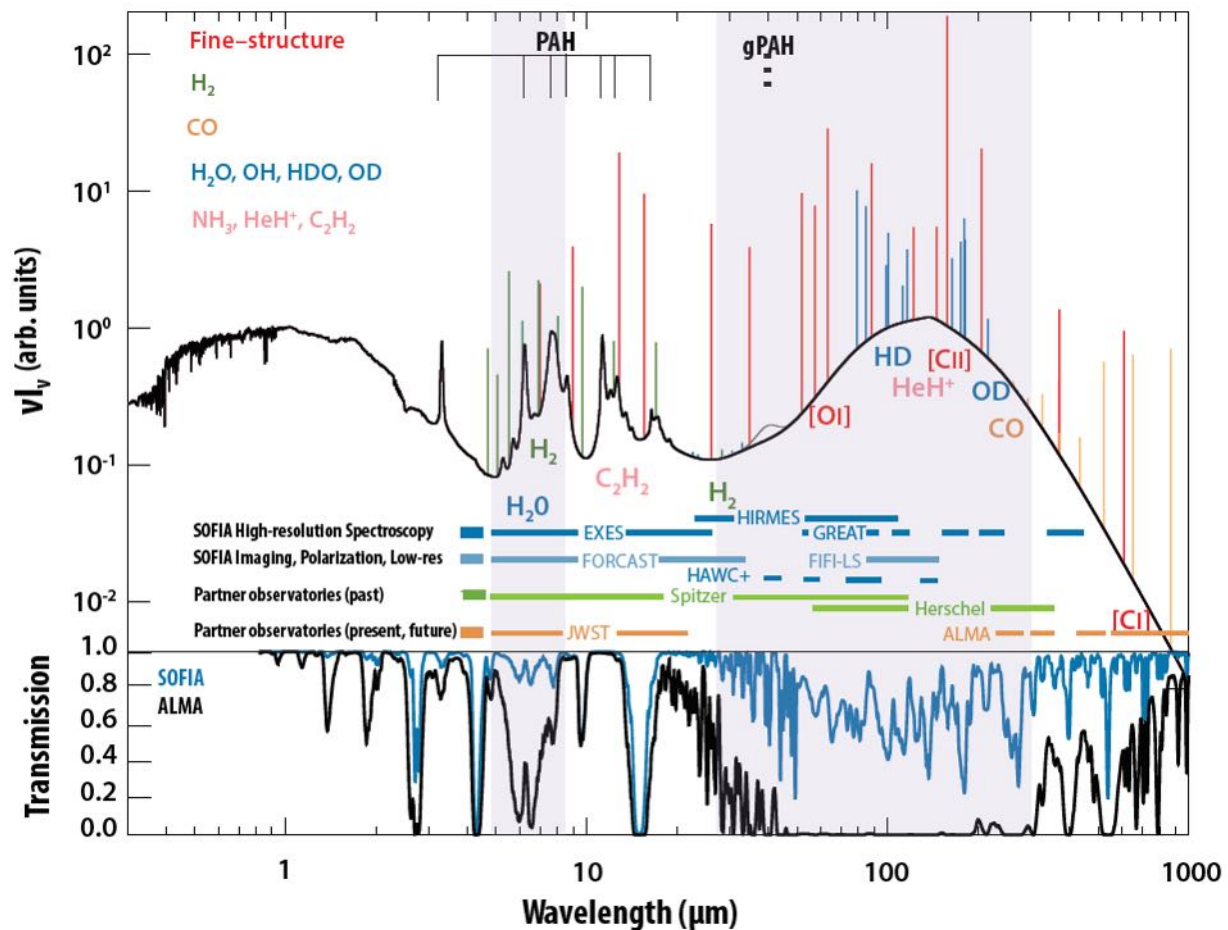 Fine–structure
H₂
CO
H₂O, OH, HDO, OD
NH₃, HeH⁺, C₂H₂
PAH
gPAH
10²
10¹
10⁰
10⁻¹
10⁻²
νIᵥ (arb. units)
HD
[CII]
HeH⁺
[OI]
OD
CO
H₂
C₂H₂
H₂
H₂0
HIRMES
SOFIA High-resolution Spectroscopy
EXES
GREAT
SOFIA Imaging, Polarization, Low-res
FORCAST
FIFI-LS
HAWC+
Partner observatories (past)
Spitzer
Herschel
[CI]
Partner observatories (present, future)
JWST
ALMA
1.0
0.8
0.6
0.4
0.2
0.0
Transmission
SOFIA
ALMA
1
10
100
1000
Wavelength (μm)